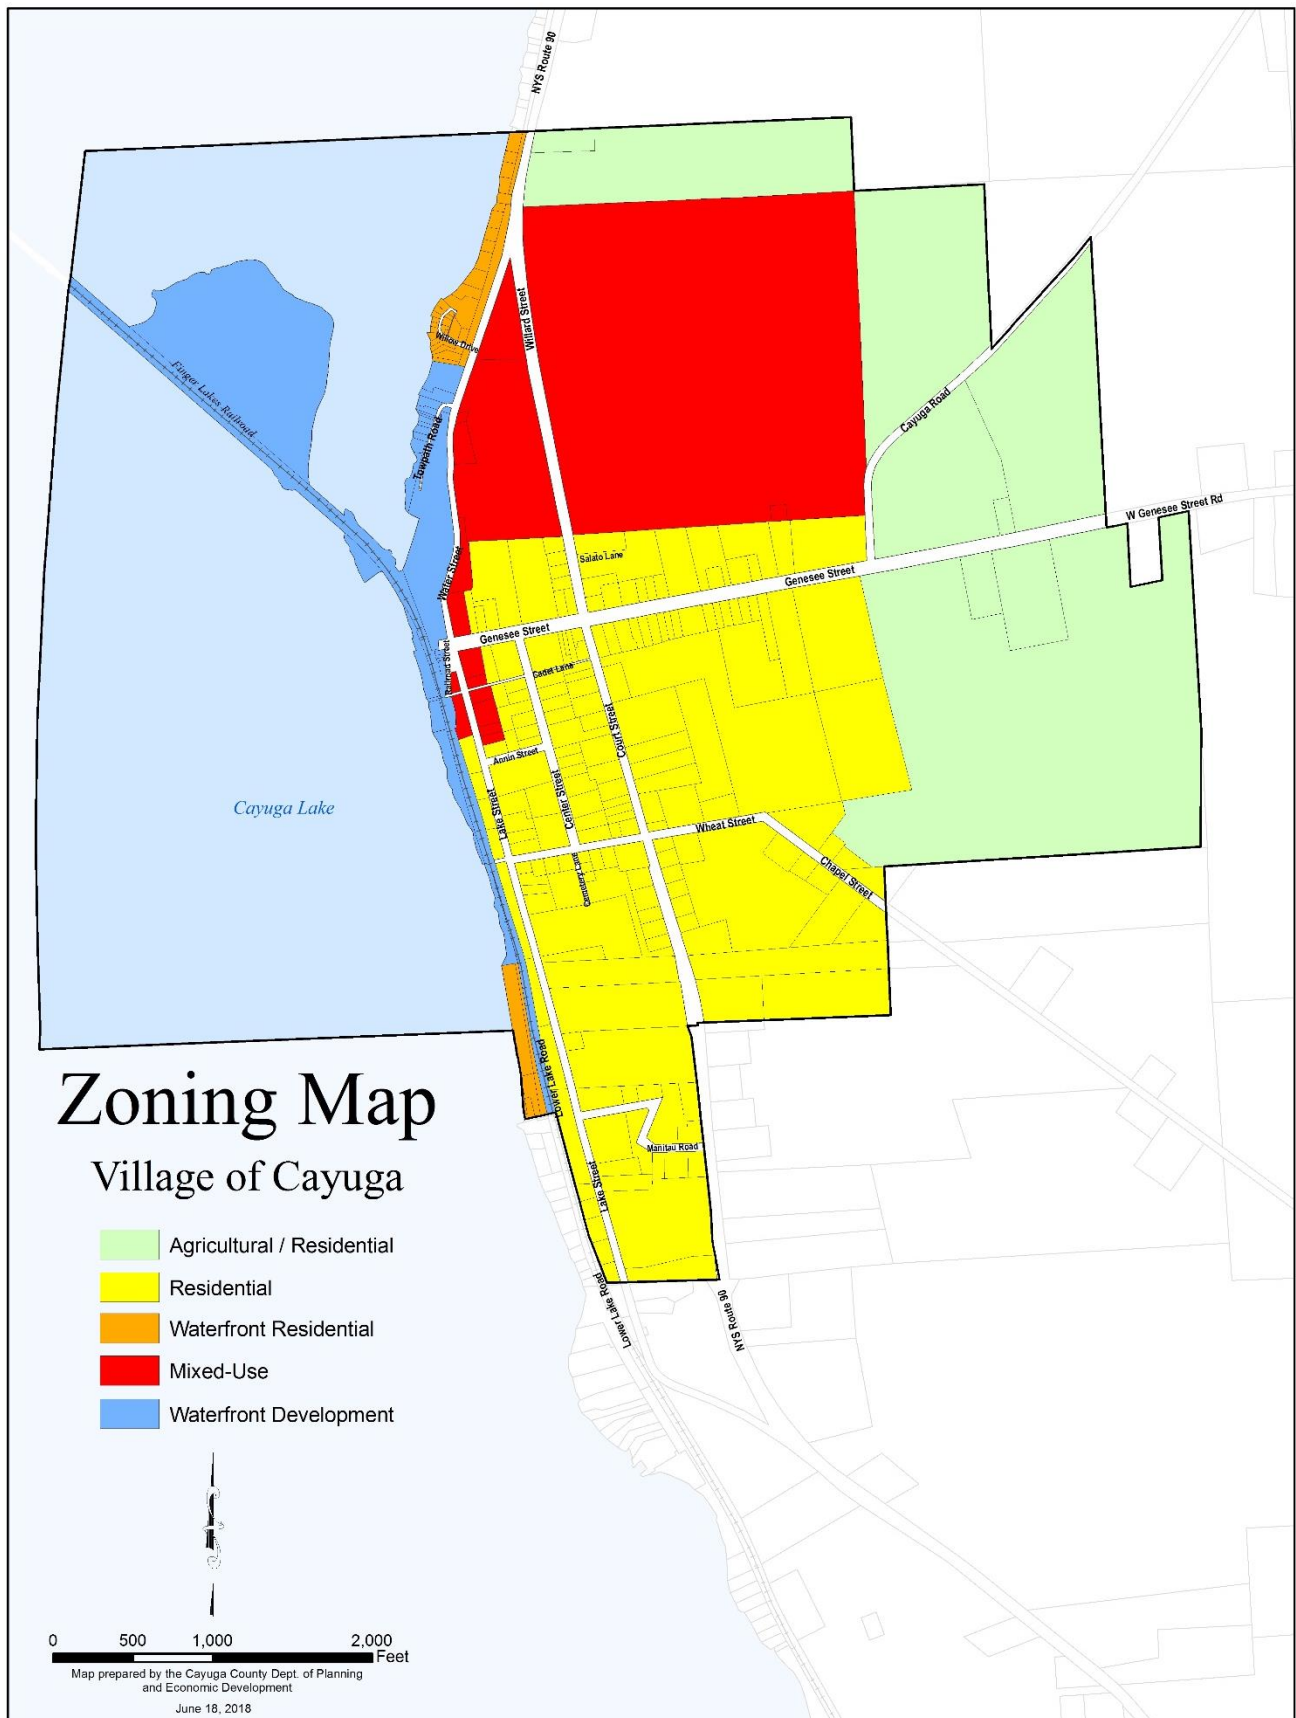 NYS Route 90
Willow Drive
Willard Street
Finger Lakes Railroad
Towpath Road
Cayuga Road
W Genesee Street Rd
Water Street
Salato Lane
Genesee Street
Genesee Street
Railroad Street
Cadet Lane
Court Street
Annin Street
Center Street
Lake Street
Cayuga Lake
Wheat Street
Chapel Street
Cemetery Lane
Lower Lake Road
Manitau Road
Lake Street
Lower Lake Road
Lower Lake Road
NYS Route 90
Zoning Map
Village of Cayuga
Agricultural / Residential
Residential
Waterfront Residential
Mixed-Use
Waterfront Development
0 500 1,000 2,000
Feet
Map prepared by the Cayuga County Dept. of Planning
and Economic Development
June 18, 2018